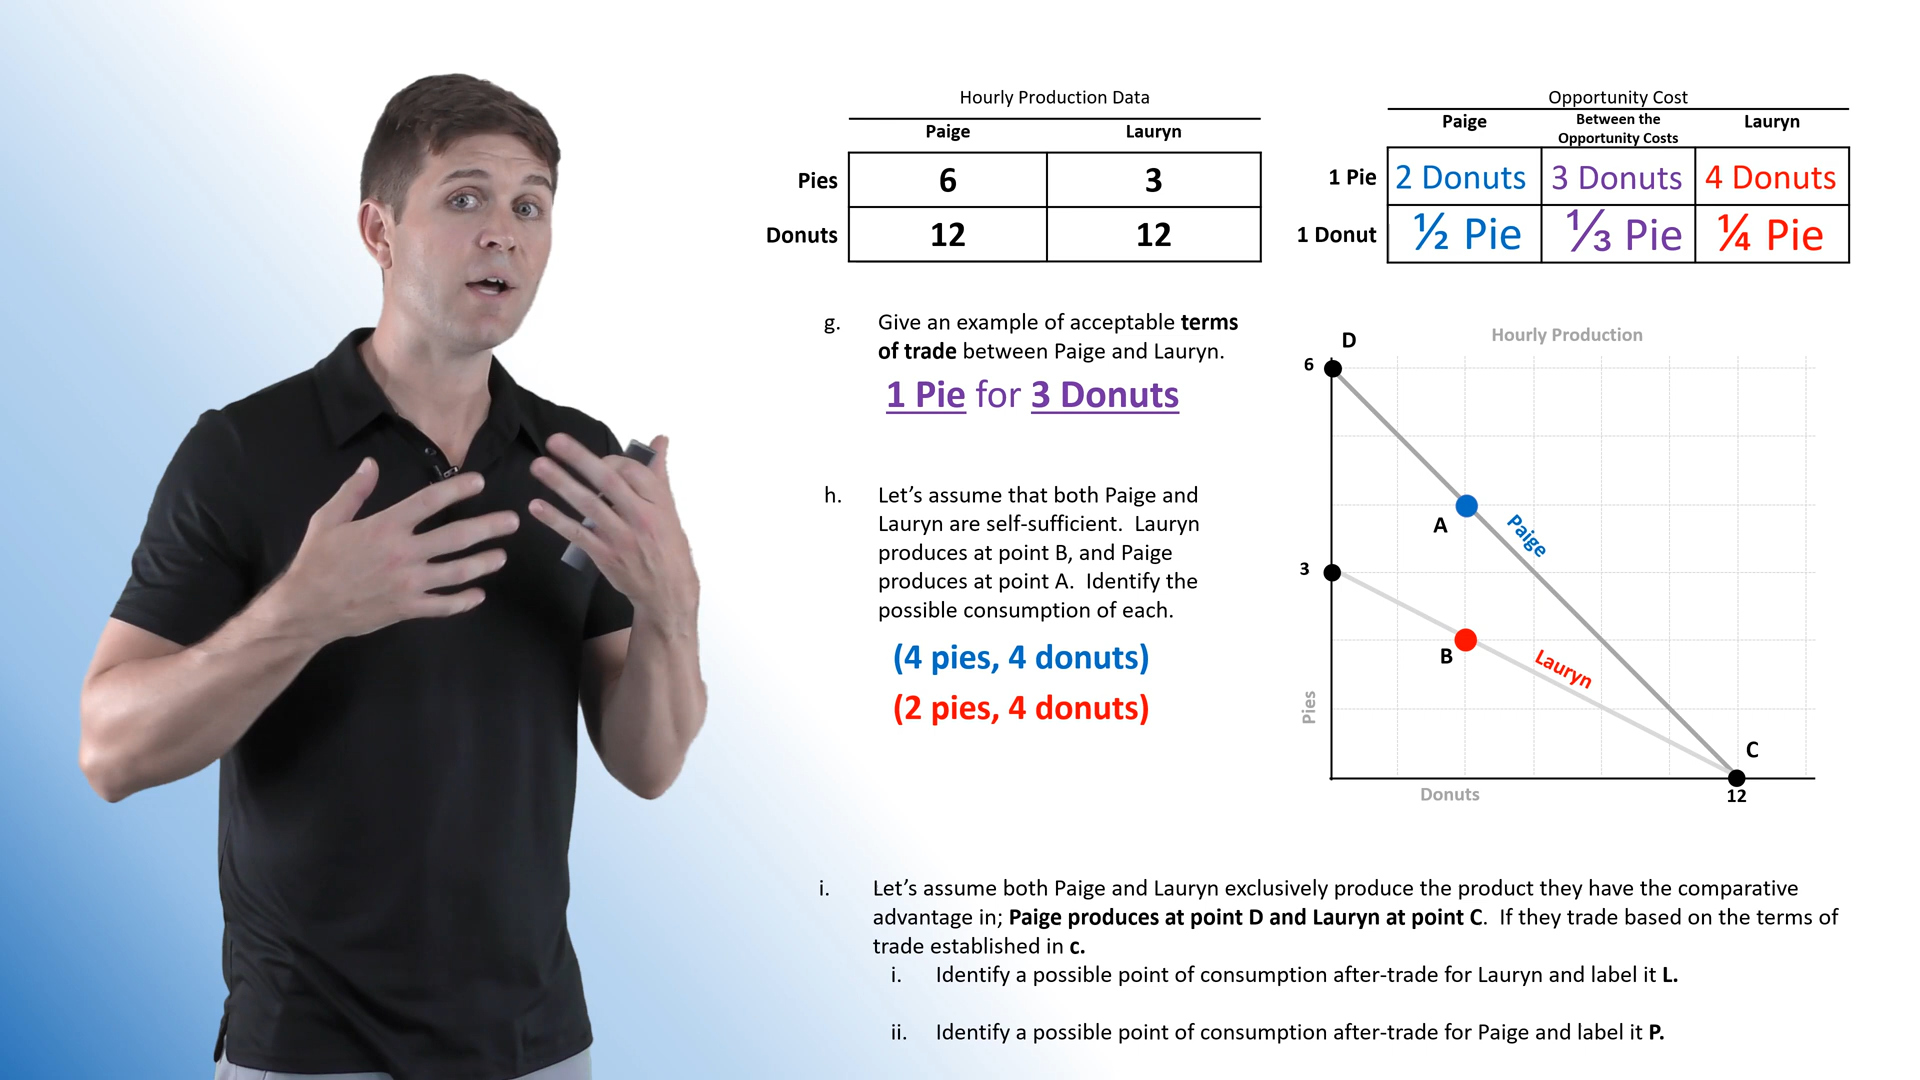 Hourly Production Data
Paige Lauryn
Pies 6 3
Donuts 12 12
Opportunity Cost
Paige Between the Opportunity Costs Lauryn
1 Pie 2 Donuts 3 Donuts 4 Donuts
1 Donut ½ Pie ⅓ Pie ¼ Pie
g. Give an example of acceptable terms
of trade between Paige and Lauryn.
1 Pie for 3 Donuts
h. Let’s assume that both Paige and
Lauryn are self-sufficient. Lauryn
produces at point B, and Paige
produces at point A. Identify the
possible consumption of each.
(4 pies, 4 donuts)
(2 pies, 4 donuts)
Hourly Production
D
6
A
Paige
3
B
Lauryn
Pies
C
Donuts
12
i. Let’s assume both Paige and Lauryn exclusively produce the product they have the comparative
advantage in; Paige produces at point D and Lauryn at point C. If they trade based on the terms of
trade established in c.
i. Identify a possible point of consumption after-trade for Lauryn and label it L.
ii. Identify a possible point of consumption after-trade for Paige and label it P.